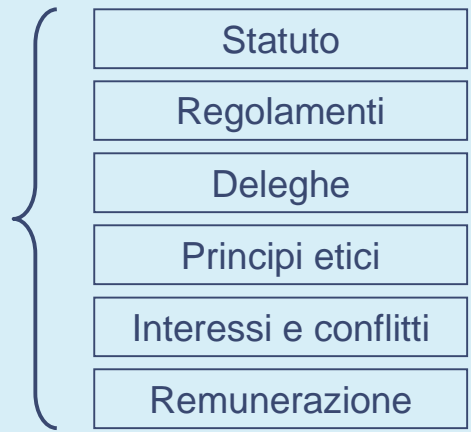 Statuto
Regolamenti
Deleghe
Principi etici
Interessi e conflitti
Remunerazione